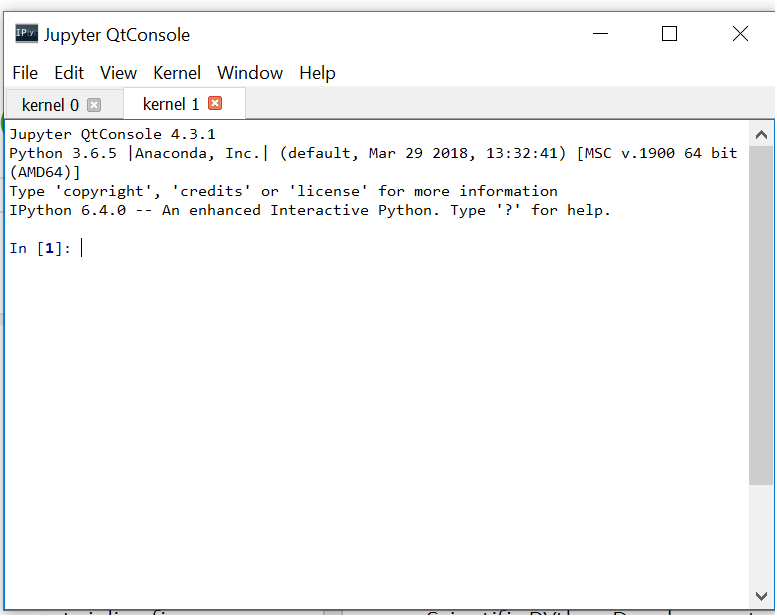 IPy Jupyter QtConsole
File Edit View Kernel Window Help
kernel 0 kernel 1
Jupyter QtConsole 4.3.1
Python 3.6.5 |Anaconda, Inc.| (default, Mar 29 2018, 13:32:41) [MSC v.1900 64 bit
(AMD64)]
Type 'copyright', 'credits' or 'license' for more information
IPython 6.4.0 -- An enhanced Interactive Python. Type '?' for help.
In [1]: